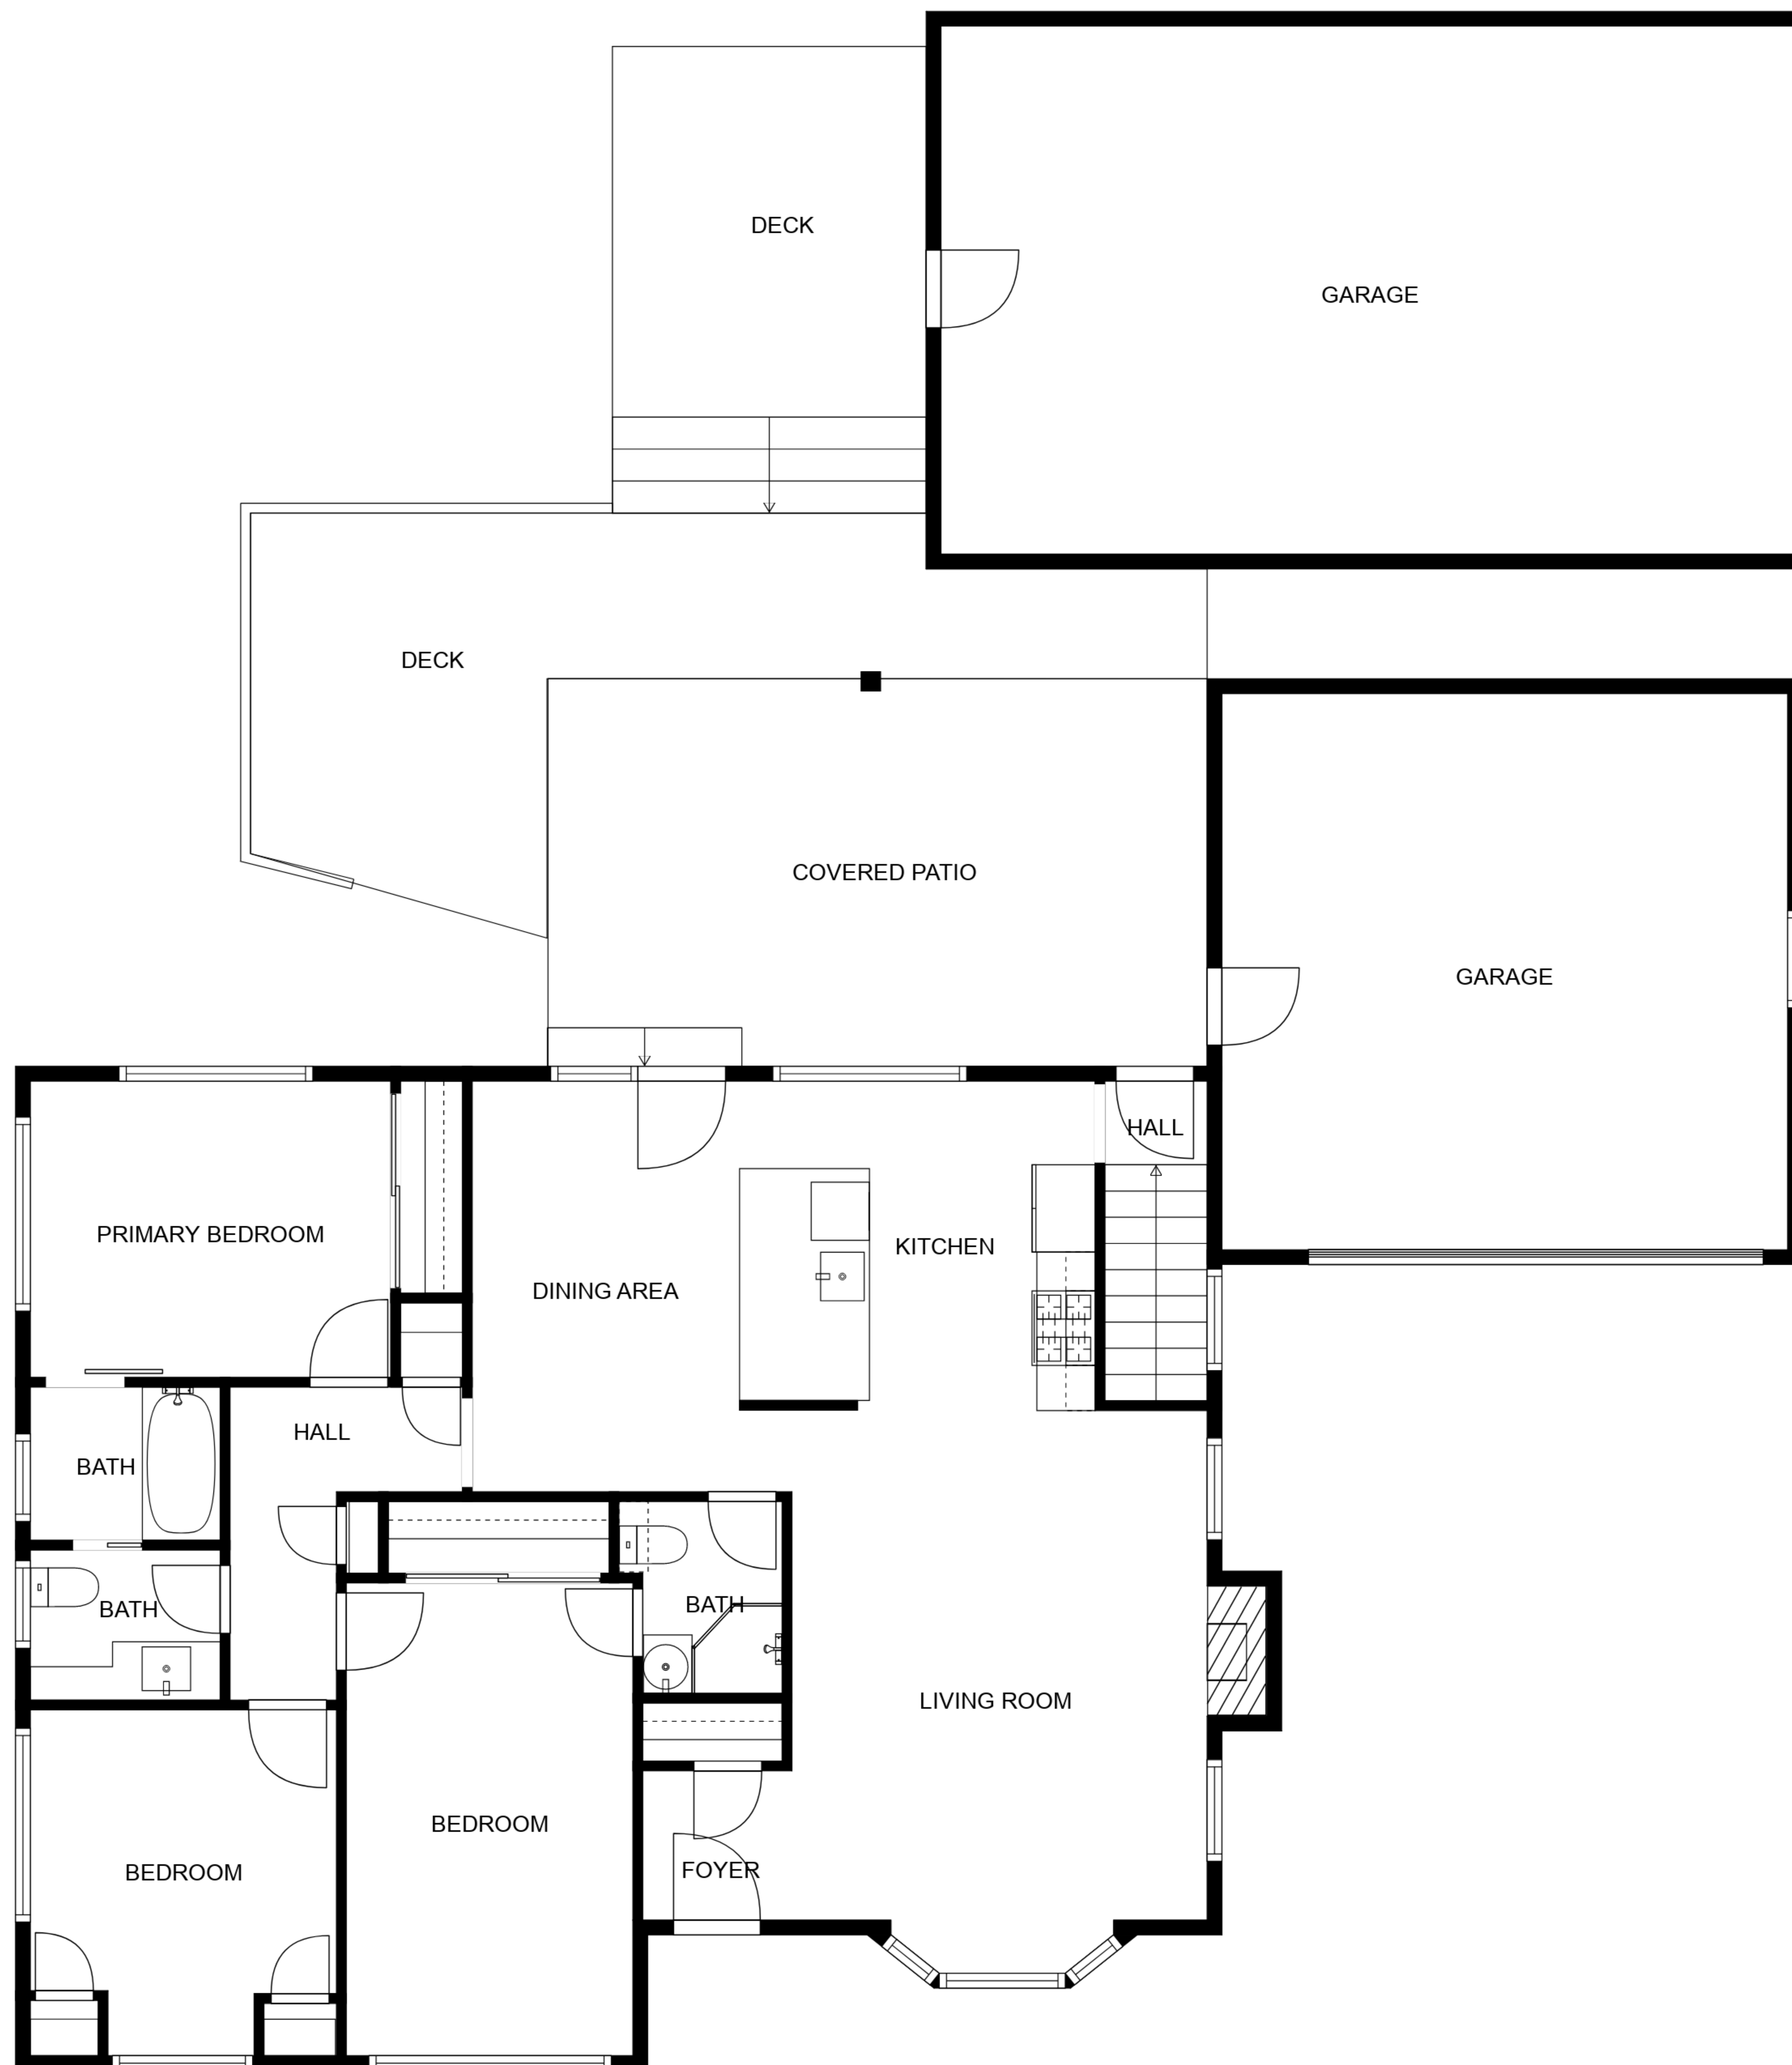 DECK
GARAGE
DECK
COVERED PATIO
GARAGE
HALL
PRIMARY BEDROOM
KITCHEN
DINING AREA
HALL
BATH
BATH
BATH
LIVING ROOM
BEDROOM
FOYER
BEDROOM